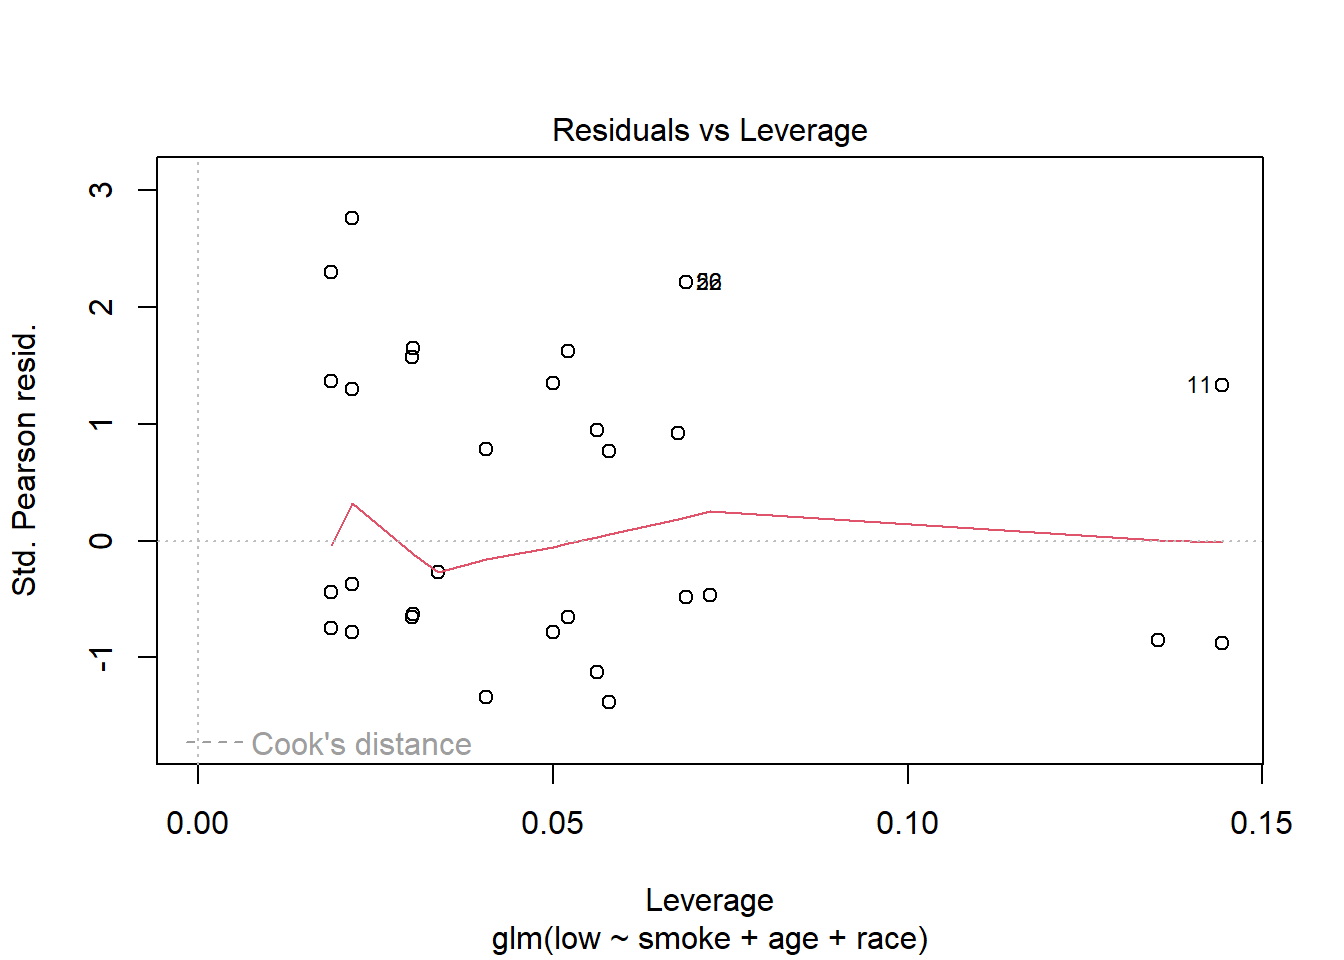 Residuals vs Leverage
Std. Pearson resid.
3
2
1
0
-1
11
Cook's distance
0.00 0.05 0.10 0.15
Leverage
glm(low ~ smoke + age + race)